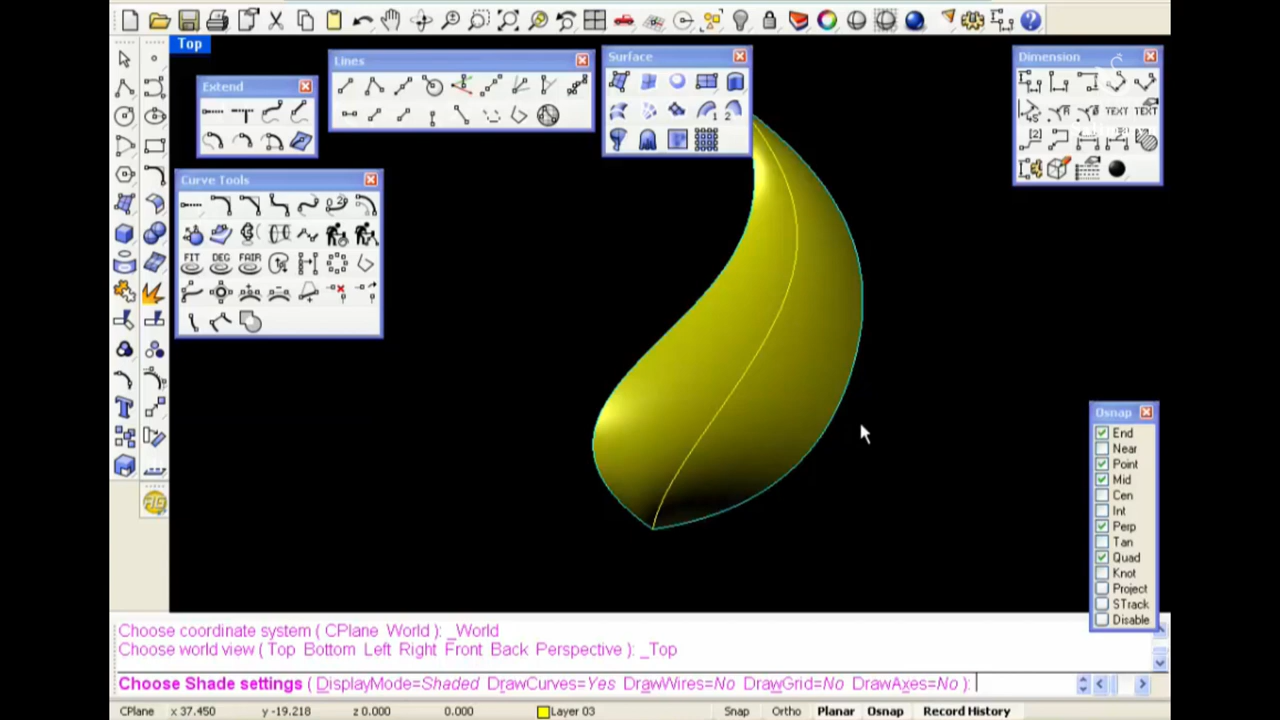 Top
Lines
Surface
Dimension
Extend
TEXT TEXT
Curve Tools
FIT DEG FAIR
Osnap
End
Near
Point
Mid
Cen
Int
Perp
Tan
Quad
Knot
Project
STrack
Disable
Choose coordinate system ( CPlane World ): _World
Choose world view ( Top Bottom Left Right Front Back Perspective ): _Top
Choose Shade settings ( DisplayMode=Shaded DrawCurves=Yes DrawWires=No DrawGrid=No DrawAxes=No ):
CPlane x 37.450 y -19.218 z 0.000 0.000 Layer 03 Snap Ortho Planar Osnap Record History